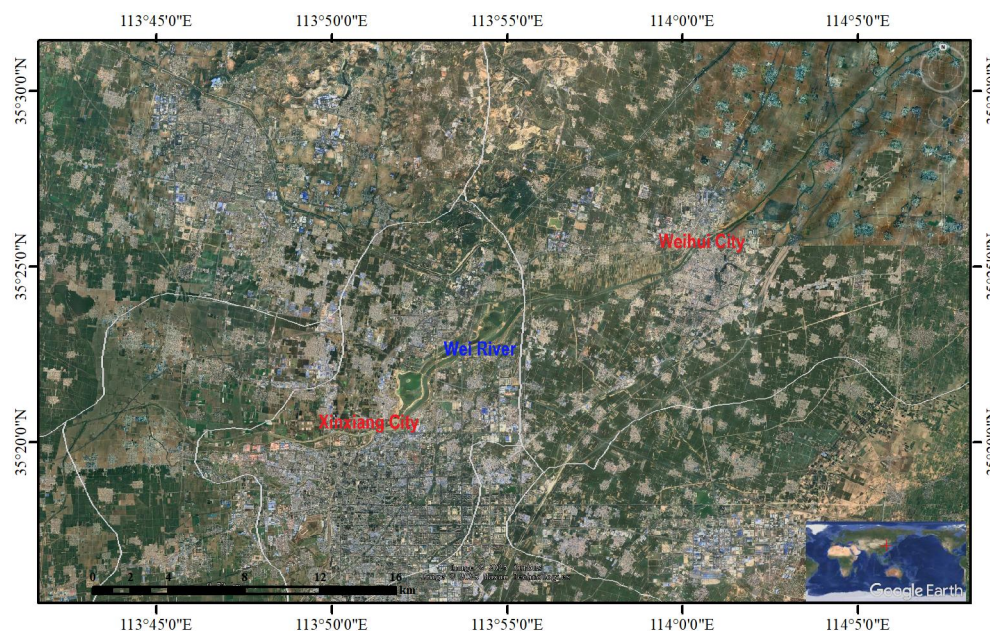 113°45'0"E 113°50'0"E 113°55'0"E 114°0'0"E 114°5'0"E
35°30'0"N
Weihui City
35°25'0"N
Wei River
Xinxiang City
35°20'0"N
0 4 8 12 16
km
Google Earth
113°45'0"E 113°50'0"E 113°55'0"E 114°0'0"E 114°5'0"E